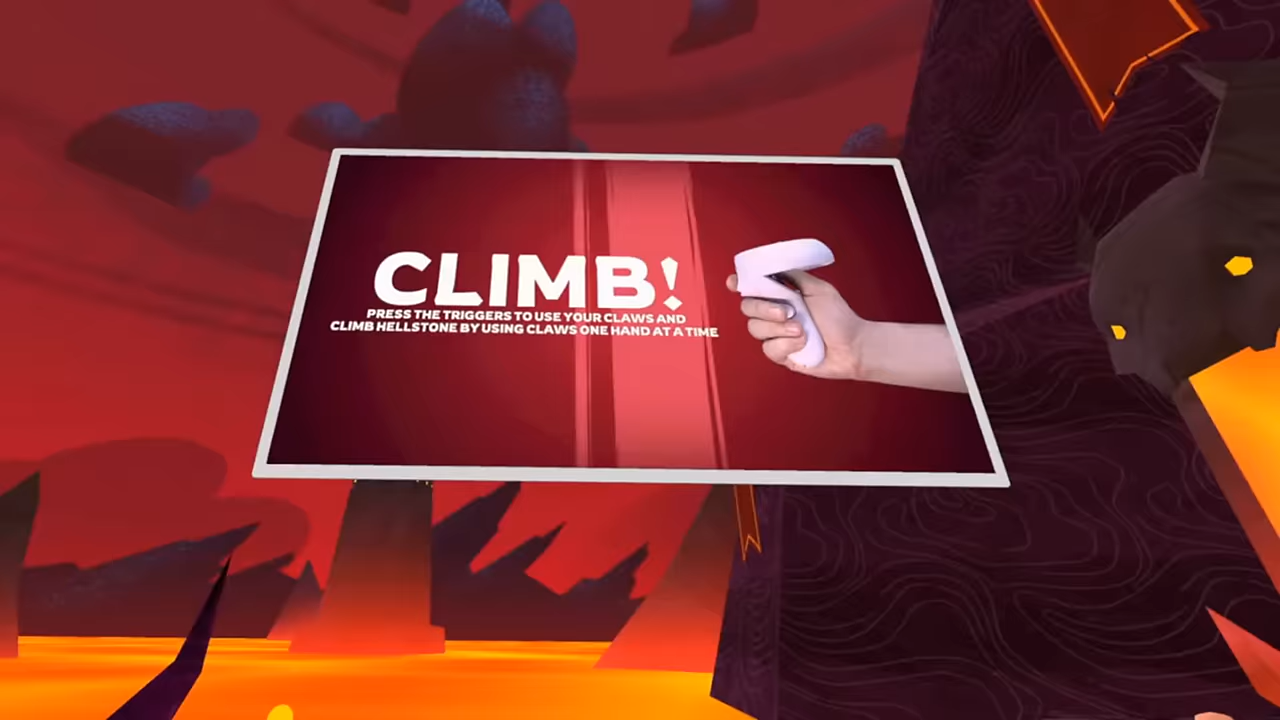 CLIMB!
PRESS THE TRIGGERS TO USE YOUR CLAWS AND
CLIMB HELLSTONE BY USING CLAWS ONE HAND AT A TIME